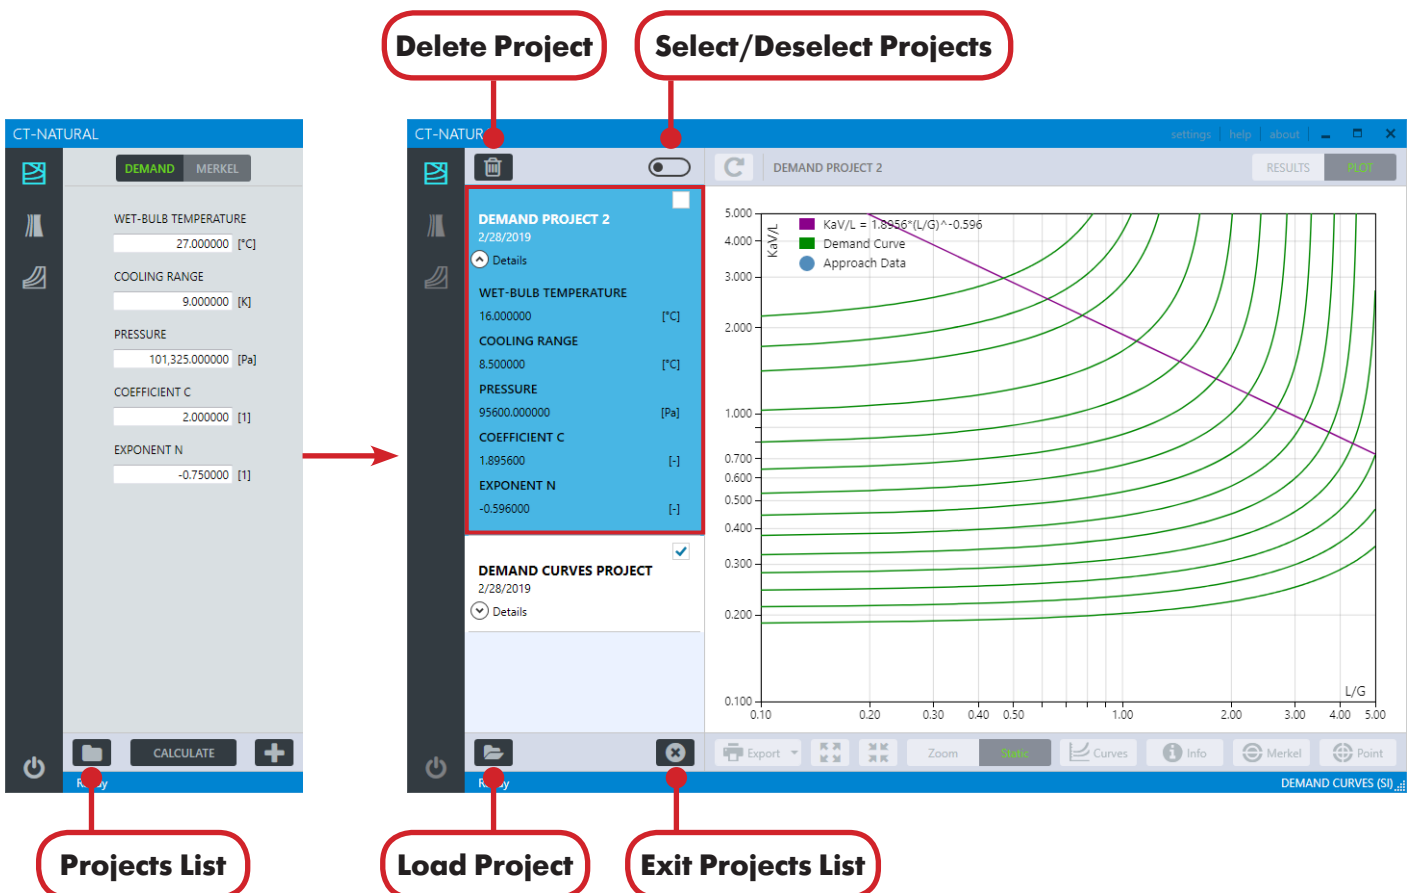 Delete Project
Select/Deselect Projects
CT-NATURAL
DEMAND MERKEL
WET-BULB TEMPERATURE
27.000000 [°C]
COOLING RANGE
9.000000 [K]
PRESSURE
101,325.000000 [Pa]
COEFFICIENT C
2.000000 [1]
EXPONENT N
-0.750000 [1]
CALCULATE
Projects List
CT-NATUR
settings help about
DEMAND PROJECT 2
2/28/2019
Details
WET-BULB TEMPERATURE
16.000000 [°C]
COOLING RANGE
8.500000 [°C]
PRESSURE
95600.000000 [Pa]
COEFFICIENT C
1.895600 [-]
EXPONENT N
-0.596000 [-]
DEMAND CURVES PROJECT
2/28/2019
Details
Load Project
Exit Projects List
DEMAND PROJECT 2
RESULTS PLOT
KaV/L
KaV/L = 1.8956*(L/G)^-0.596
Demand Curve
Approach Data
5.000
4.000
3.000
2.000
1.000
0.700
0.600
0.500
0.400
0.300
0.200
0.100
L/G
0.10 0.20 0.30 0.40 0.50 1.00 2.00 3.00 4.00 5.00
Export Zoom Static Curves Info Merkel Point
DEMAND CURVES (SI)